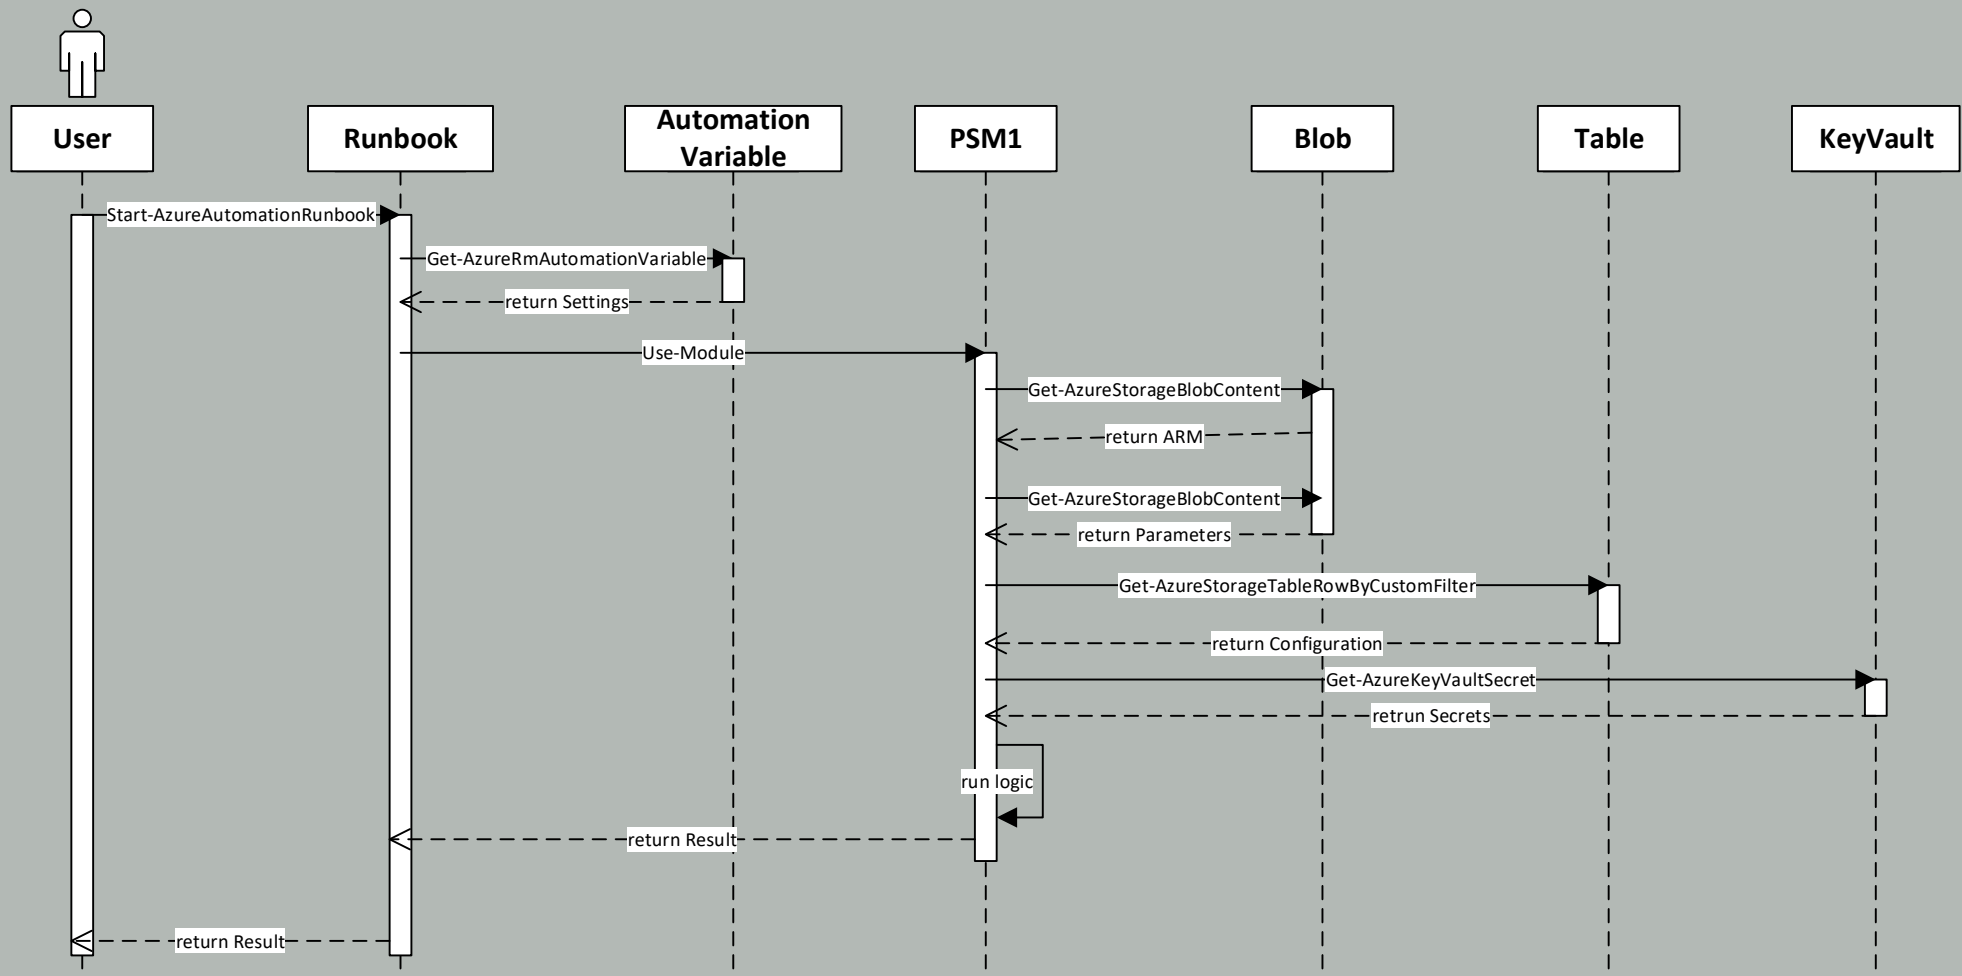 User
Runbook
Automation
Variable
PSM1
Blob
Table
KeyVault
Start-AzureAutomationRunbook
Get-AzureRmAutomationVariable
return Settings
Use-Module
Get-AzureStorageBlobContent
return ARM
Get-AzureStorageBlobContent
return Parameters
Get-AzureStorageTableRowByCustomFilter
return Configuration
Get-AzureKeyVaultSecret
retrun Secrets
run logic
return Result
return Result